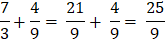 7/3 + 4/9 = 21/9 + 4/9 = 25/9